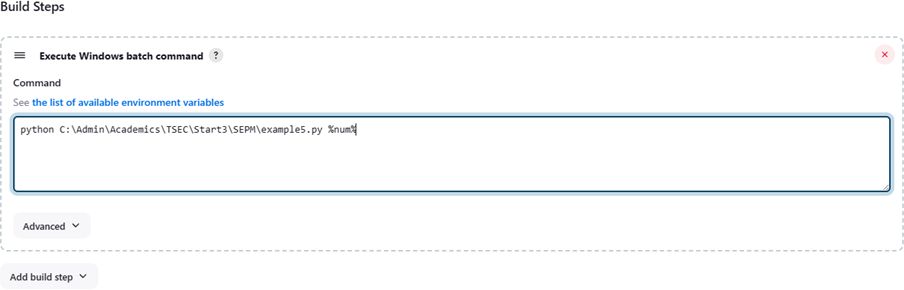 Build Steps
Execute Windows batch command ?
Command
See the list of available environment variables
python C:\Admin\Academics\TSEC\Start3\SEPM\example5.py %num%
Advanced
Add build step